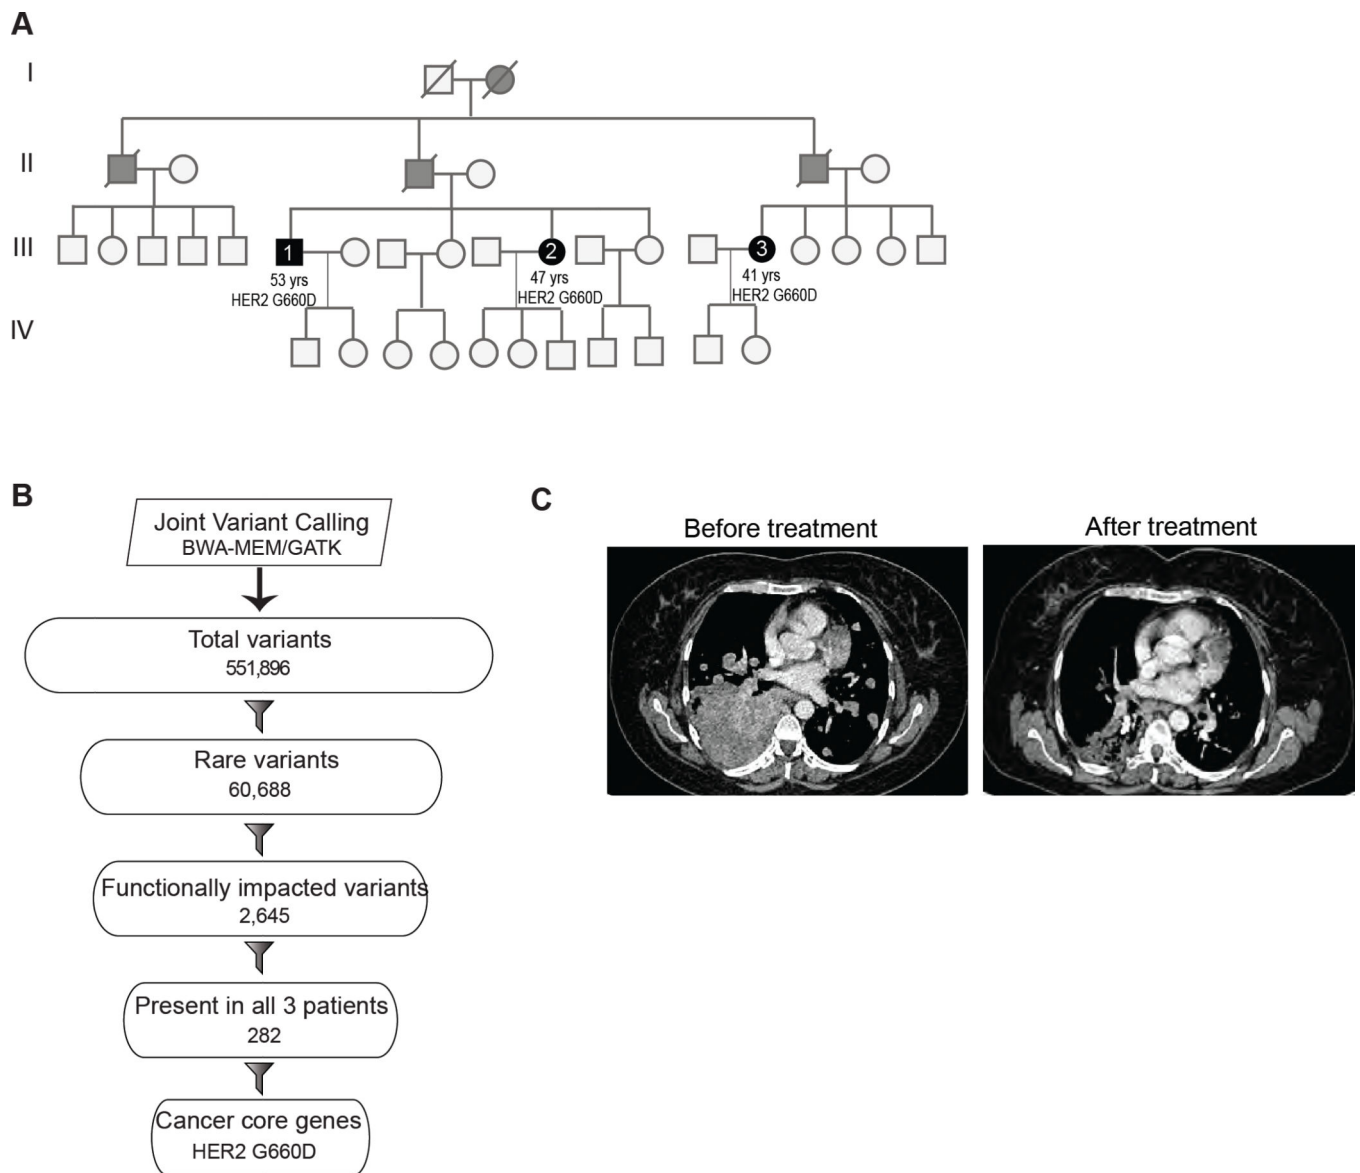 A
I
II
III
1
2
3
53 yrs
HER2 G660D
47 yrs
HER2 G660D
41 yrs
HER2 G660D
IV
B
Joint Variant Calling
BWA-MEM/GATK
Total variants
551,896
Rare variants
60,688
Functionally impacted variants
2,645
Present in all 3 patients
282
Cancer core genes
HER2 G660D
C
Before treatment
After treatment